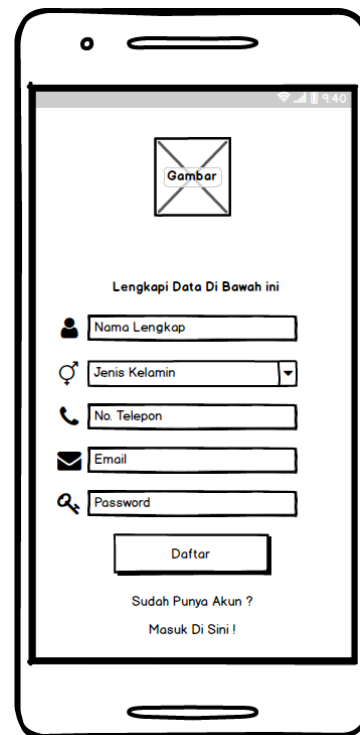 9:40
Gambar
Lengkapi Data Di Bawah ini
Nama Lengkap
Jenis Kelamin
No. Telepon
Email
Password
Daftar
Sudah Punya Akun ?
Masuk Di Sini !